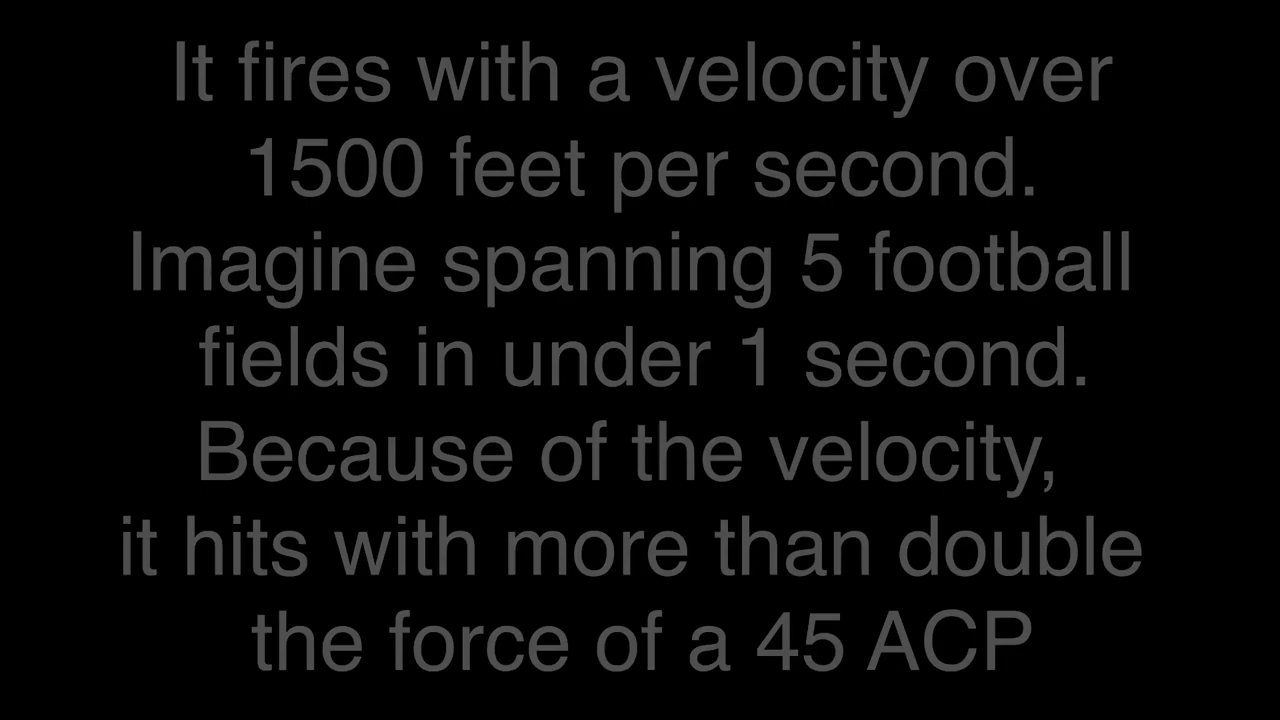 It fires with a velocity over
1500 feet per second.
Imagine spanning 5 football
fields in under 1 second.
Because of the velocity,
it hits with more than double
the force of a 45 ACP